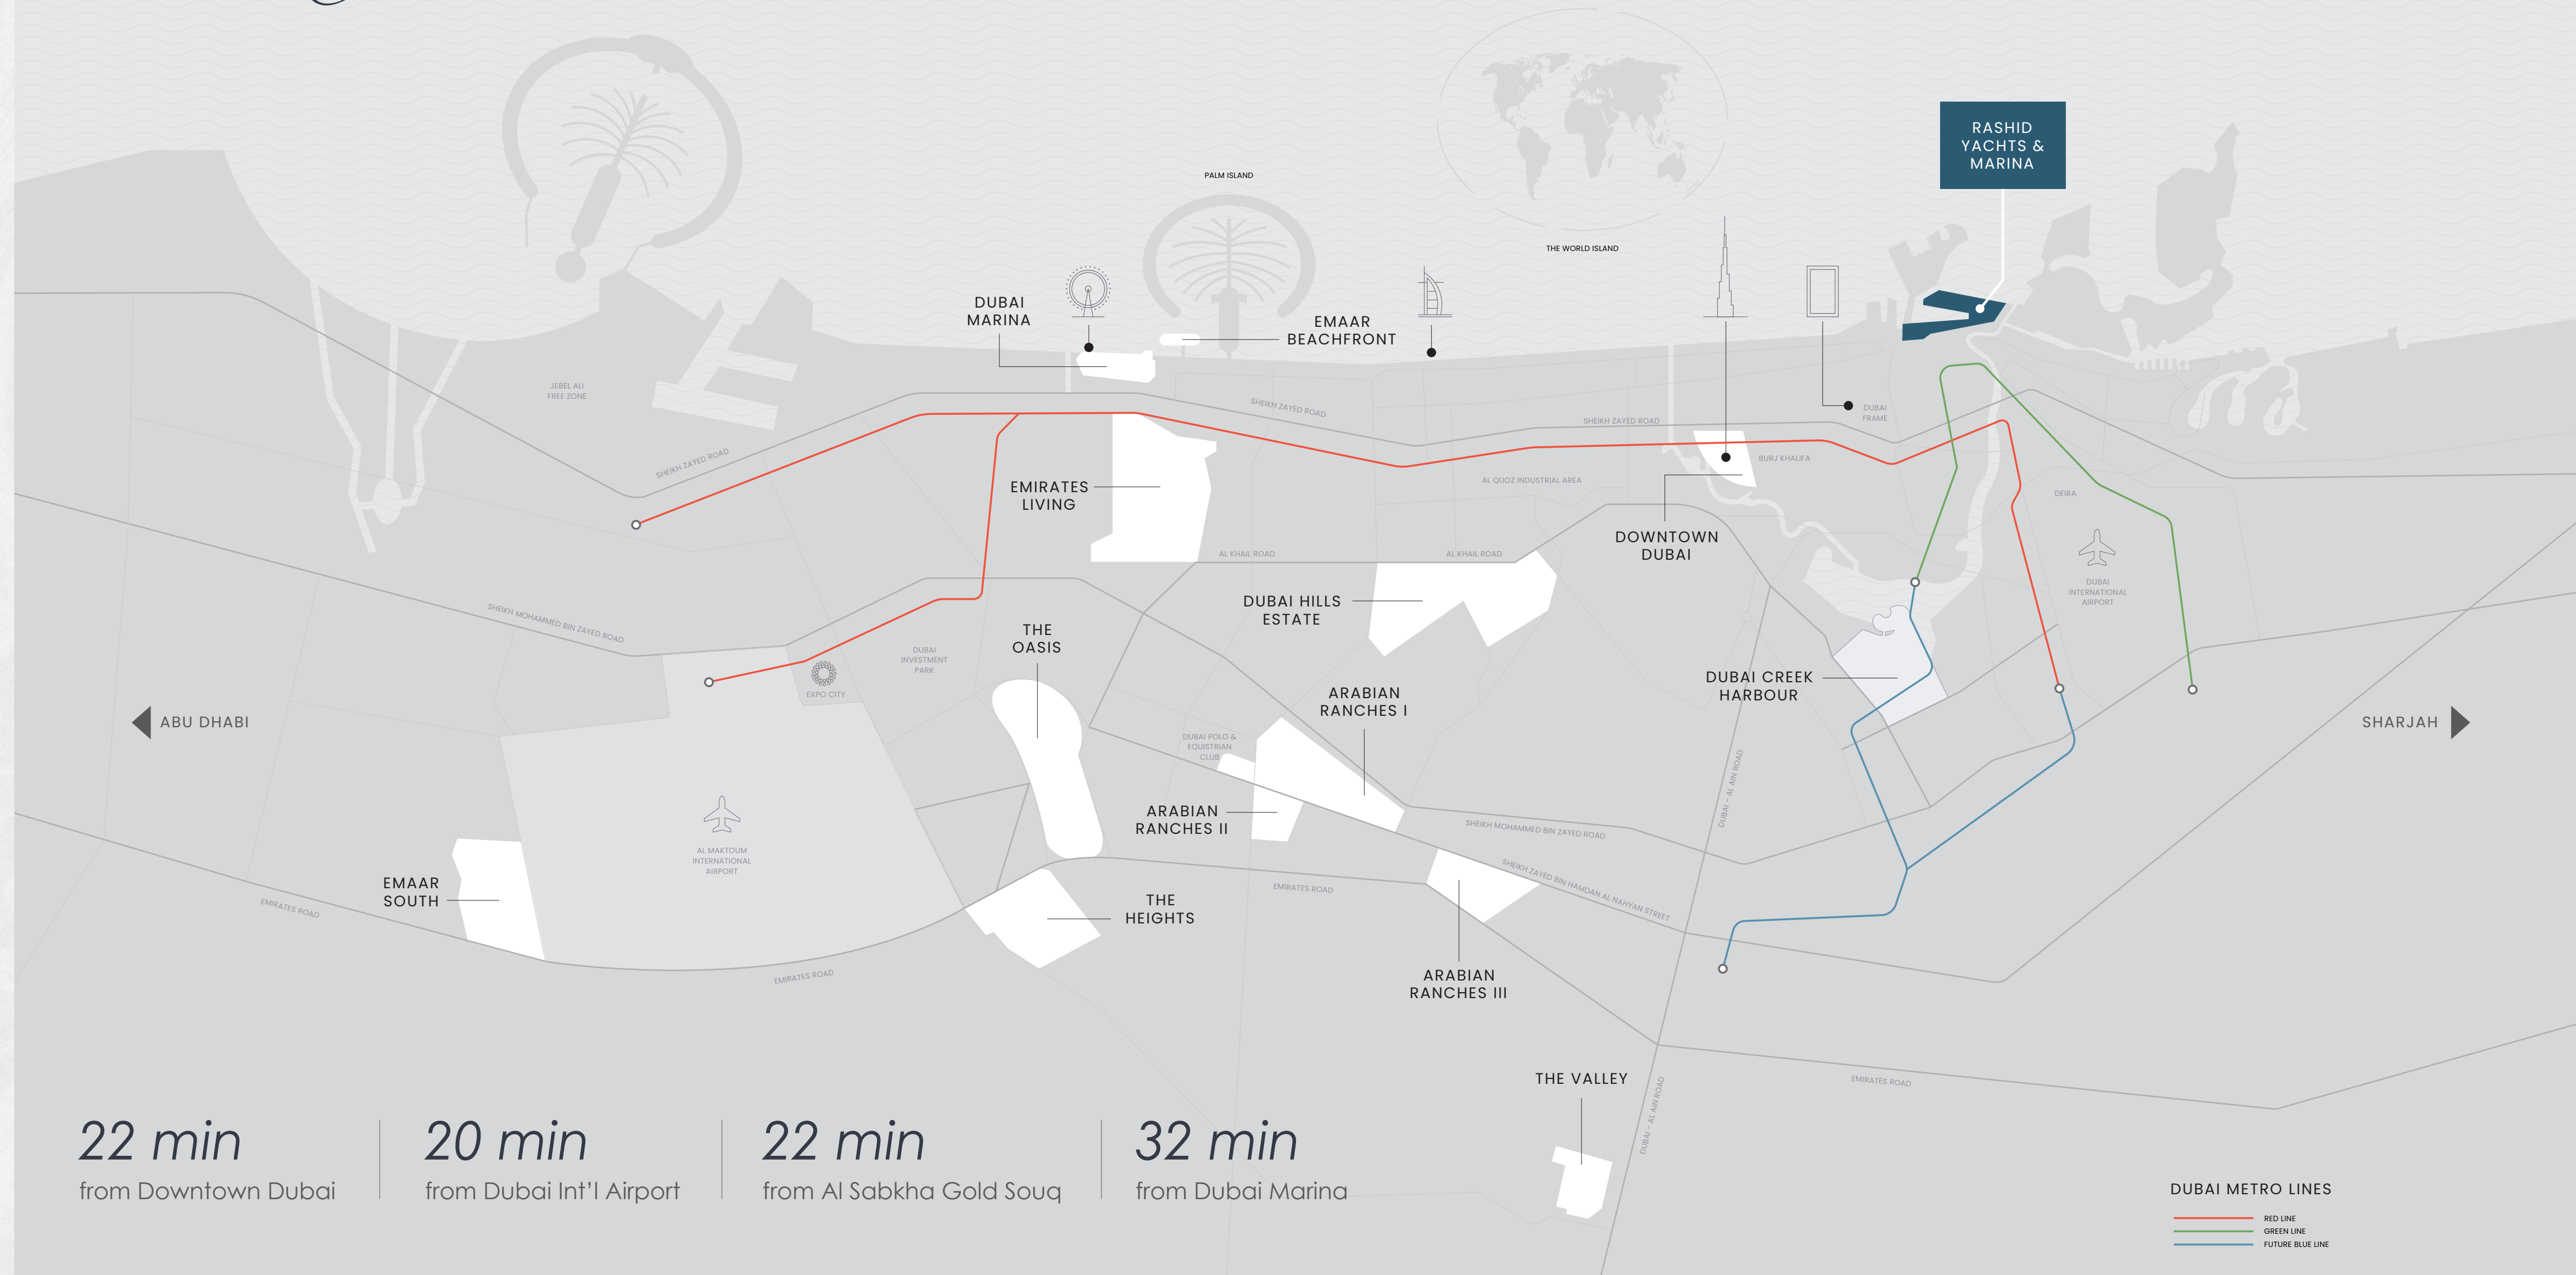 RASHID
YACHTS &
MARINA
PALM ISLAND
THE WORLD ISLAND
DUBAI
MARINA
EMAAR
BEACHFRONT
JEBEL ALI
FREE ZONE
SHEIKH ZAYED ROAD
SHEIKH ZAYED ROAD
DUBAI
FRAME
SHEIKH ZAYED ROAD
BURJ KHALIFA
AL QUOZ INDUSTRIAL AREA
EMIRATES
LIVING
DEIRA
DOWNTOWN
DUBAI
AL KHAIL ROAD
AL KHAIL ROAD
DUBAI
INTERNATIONAL
AIRPORT
DUBAI HILLS
ESTATE
SHEIKH MOHAMMED BIN ZAYED ROAD
THE
OASIS
DUBAI
INVESTMENT
PARK
EXPO CITY
DUBAI CREEK
HARBOUR
ARABIAN
RANCHES I
ABU DHABI
SHARJAH
DUBAI POLO &
EQUISTRIAN
CLUB
DUBAI - AL AIN ROAD
ARABIAN
RANCHES II
SHEIKH MOHAMMED BIN ZAYED ROAD
AL MAKTOUM
INTERNATIONAL
AIRPORT
SHEIKH ZAYED BIN HAMDAN AL NAHYAN STREET
EMAAR
SOUTH
EMIRATES ROAD
EMIRATES ROAD
THE
HEIGHTS
EMIRATES ROAD
ARABIAN
RANCHES III
THE VALLEY
EMIRATES ROAD
DUBAI - AL AIN ROAD
22 min
from Downtown Dubai
20 min
from Dubai Int'l Airport
22 min
from Al Sabkha Gold Souq
32 min
from Dubai Marina
DUBAI METRO LINES
RED LINE
GREEN LINE
FUTURE BLUE LINE